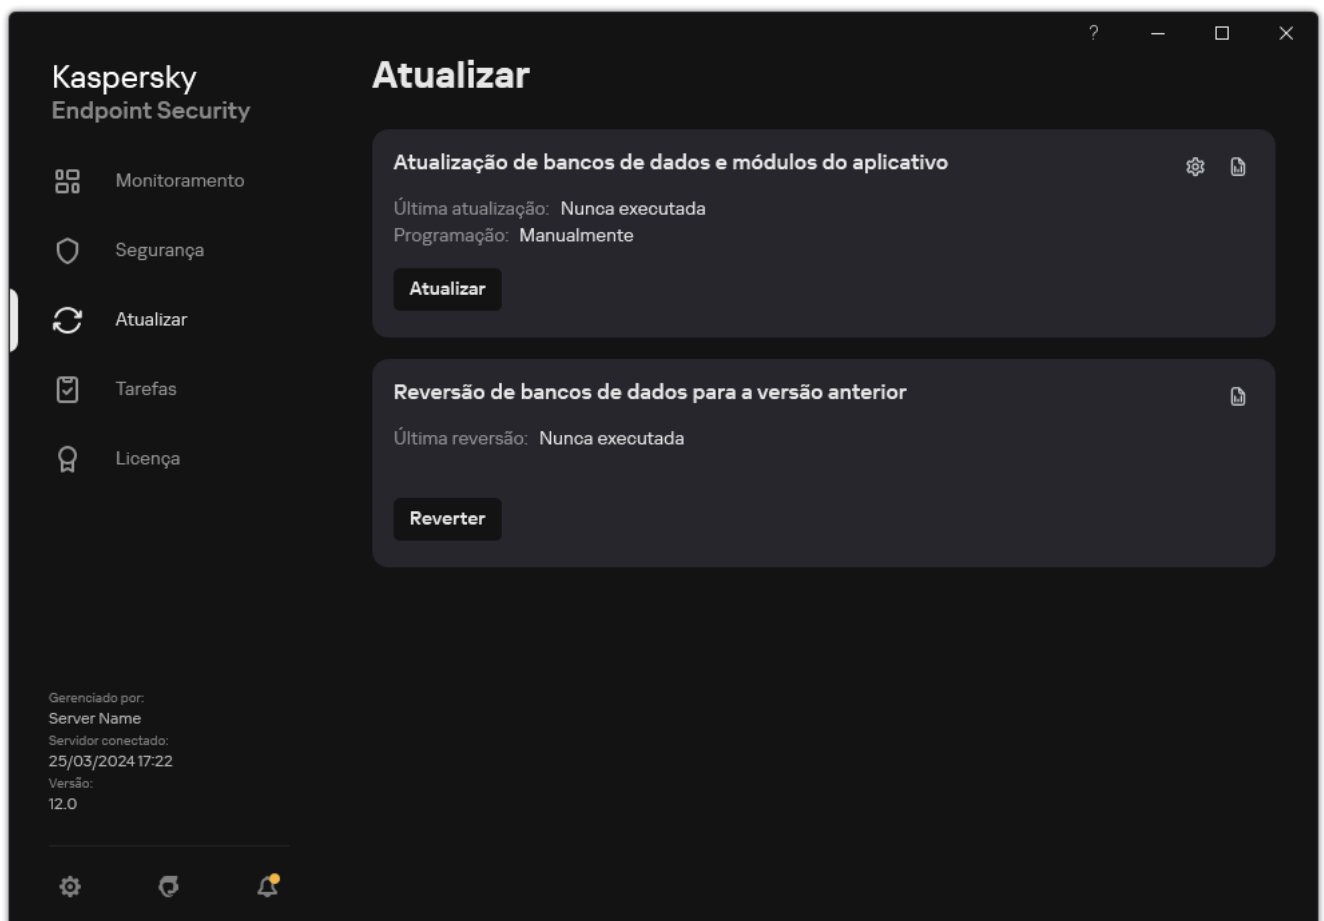 ?
Kaspersky
Endpoint Security
Monitoramento
Segurança
Atualizar
Tarefas
Licença
Gerenciado por:
Server Name
Servidor conectado:
25/03/2024 17:22
Versão:
12.0
Atualizar
Atualização de bancos de dados e módulos do aplicativo
Última atualização: Nunca executada
Programação: Manualmente
Atualizar
Reversão de bancos de dados para a versão anterior
Última reversão: Nunca executada
Reverter